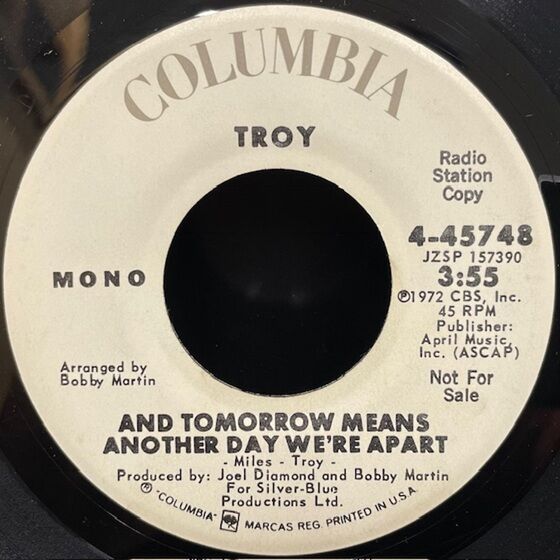 COLUMBIA
TROY
Radio
Station
Copy
4-45748
JZSP 157390
3:55
℗1972 CBS, Inc.
45 RPM
Publisher:
April Music,
Inc. (ASCAP)
Not For
Sale
MONO
Arranged by
Bobby Martin
AND TOMORROW MEANS
ANOTHER DAY WE'RE APART
- Miles - Troy -
Produced by: Joel Diamond and Bobby Martin
For Silver-Blue
Productions Ltd.
® "COLUMBIA" MARCAS REG. PRINTED IN U.S.A.